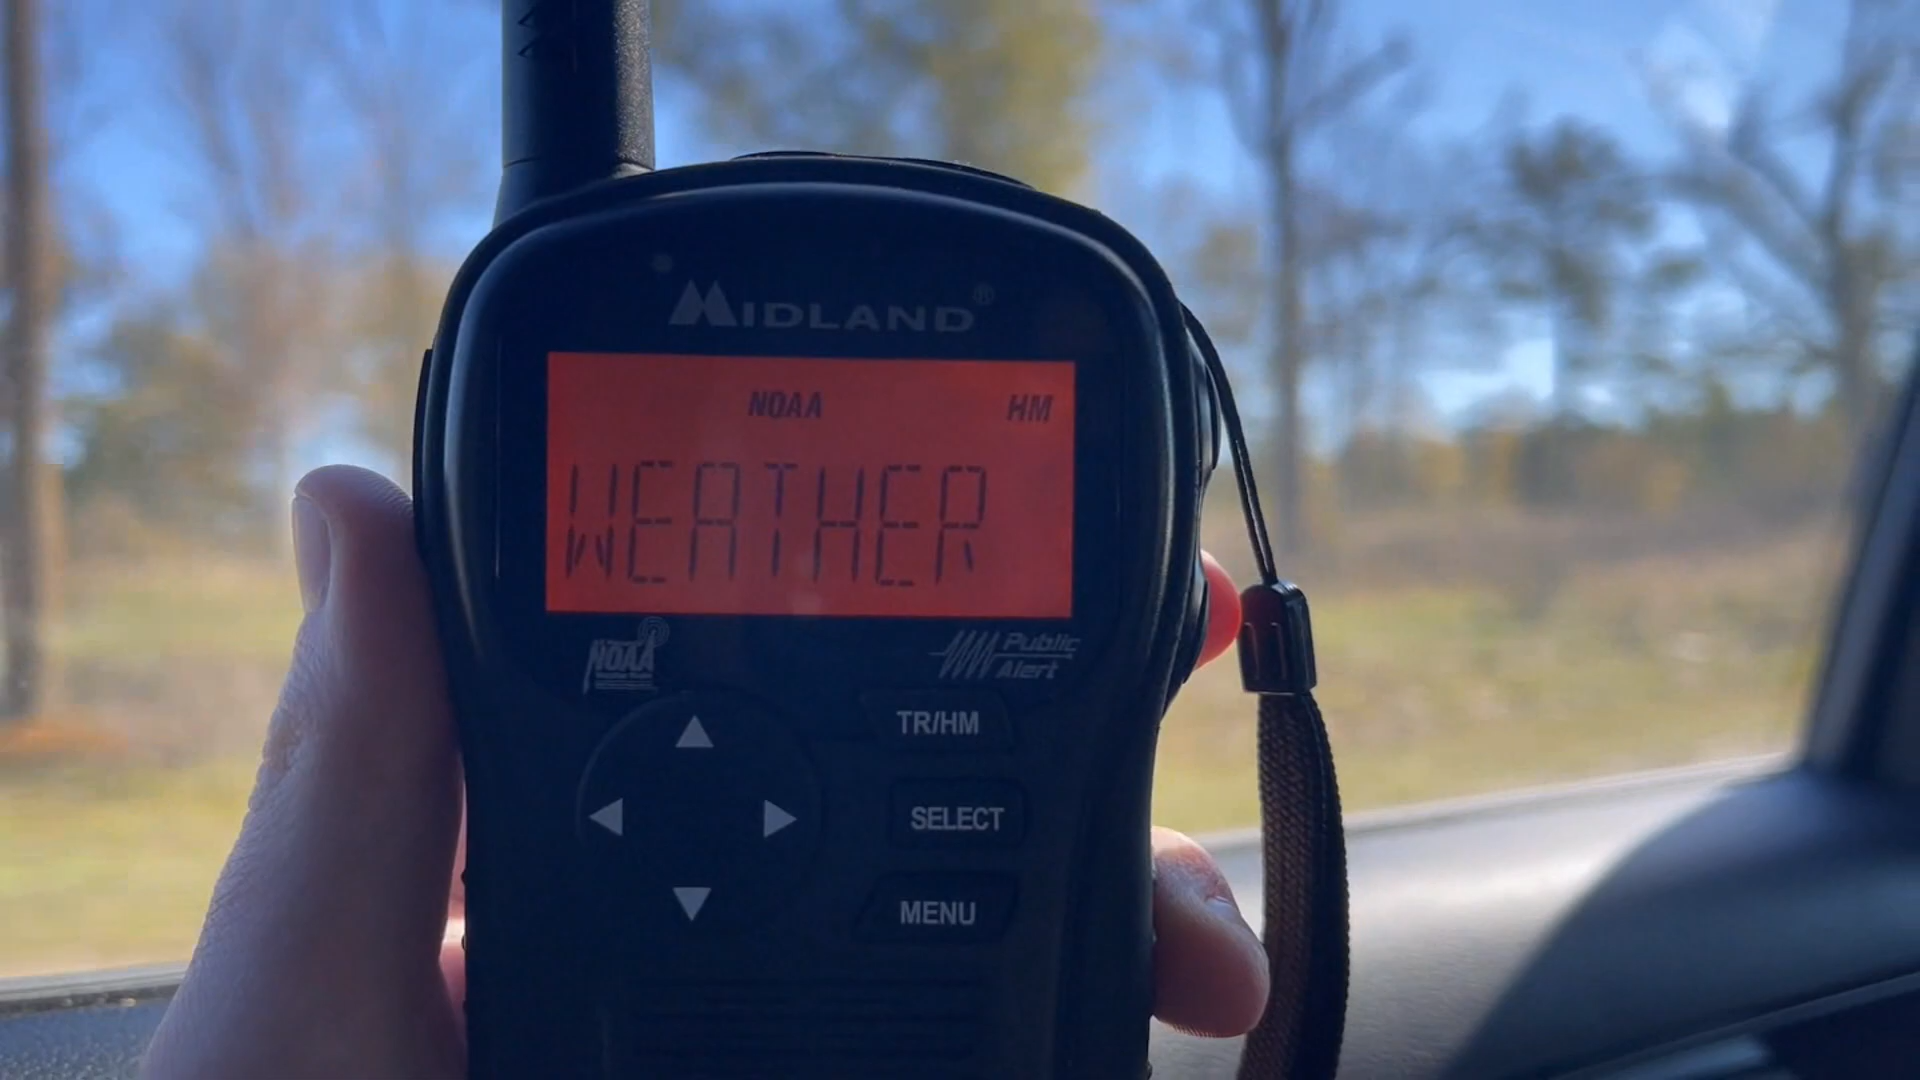 MIDLAND®
NOAA HM
WEATHER
NOAA
Public
Alert
TR/HM
SELECT
MENU